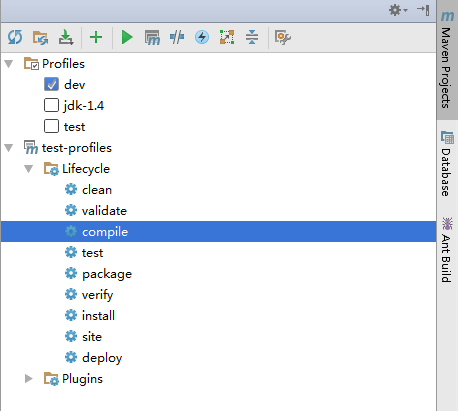 Profiles
dev
jdk-1.4
test
test-profiles
Lifecycle
clean
validate
compile
test
package
verify
install
site
deploy
Plugins
Maven Projects
Database
Ant Build